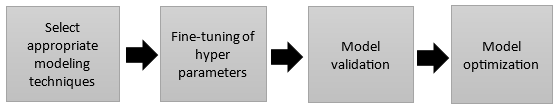 Select
appropriate
modeling
techniques
Fine-tuning of
hyper
parameters
Model
validation
Model
optimization